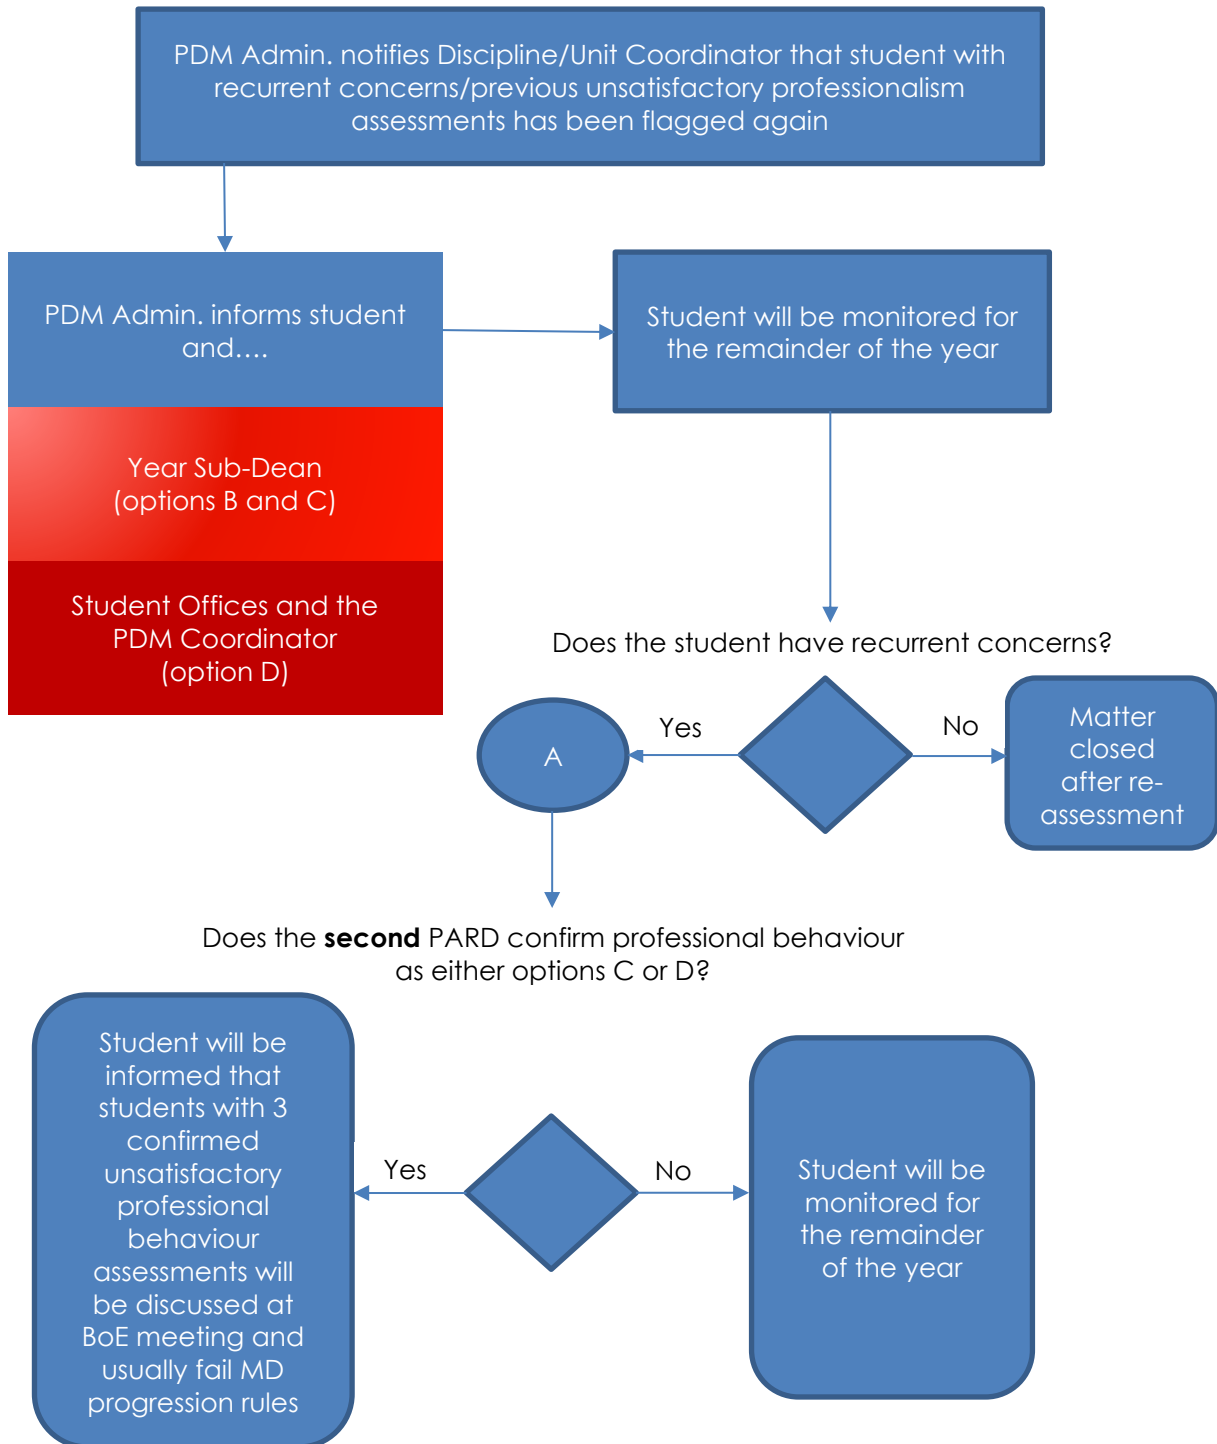 PDM Admin. notifies Discipline/Unit Coordinator that student with
recurrent concerns/previous unsatisfactory professionalism
assessments has been flagged again
PDM Admin. informs student
and....
Student will be monitored for
the remainder of the year
Year Sub-Dean
(options B and C)
Student Offices and the
PDM Coordinator
(option D)
Does the student have recurrent concerns?
A
Yes
No
Matter
closed
after re-
assessment
Does the second PARD confirm professional behaviour
as either options C or D?
Student will be
informed that
students with 3
confirmed
unsatisfactory
professional
behaviour
assessments will
be discussed at
BoE meeting and
usually fail MD
progression rules
Yes
No
Student will be
monitored for
the remainder
of the year